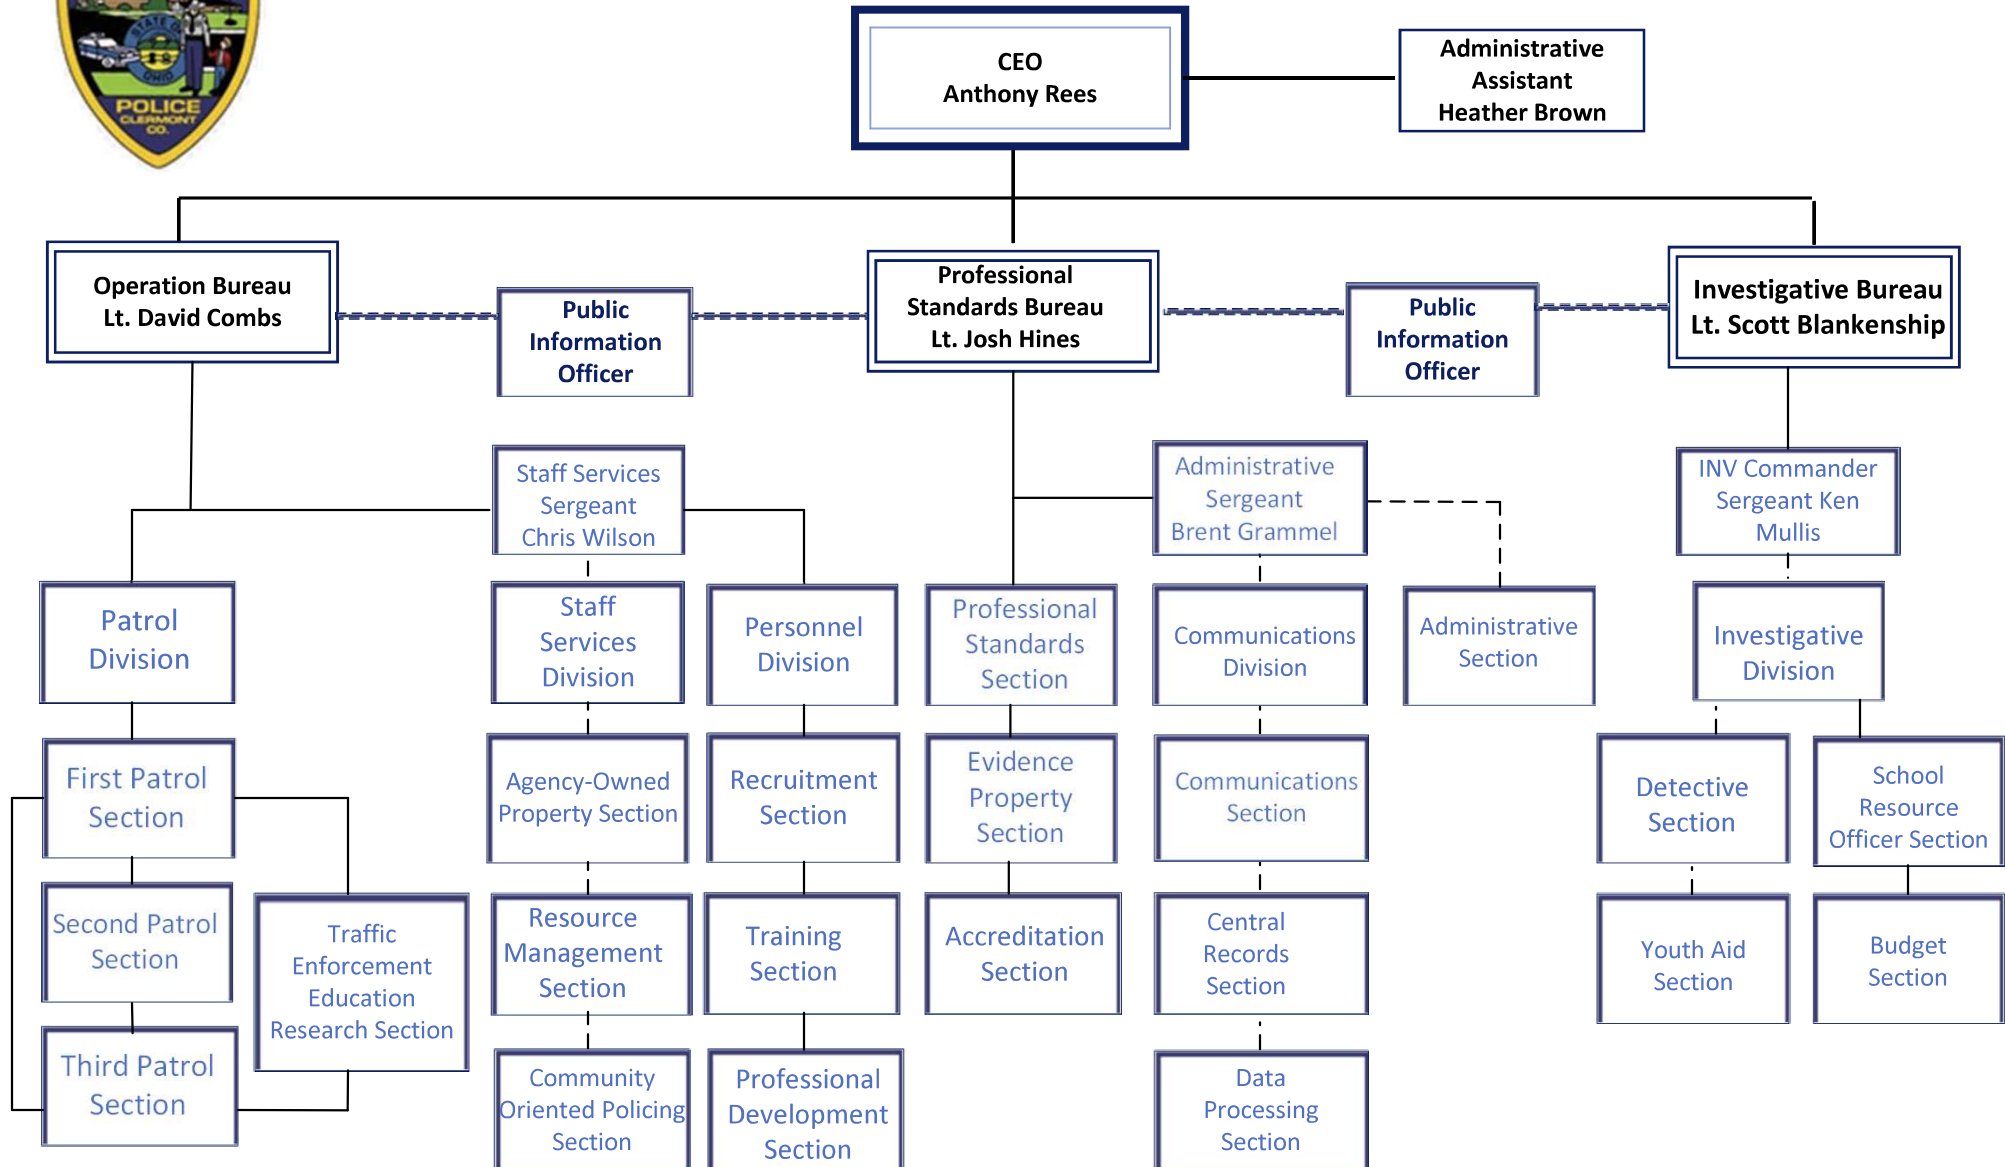 STATE OF
OHIO
POLICE
CLERMONT
CO.
CEO
Anthony Rees
Administrative
Assistant
Heather Brown
Operation Bureau
Lt. David Combs
Public
Information
Officer
Professional
Standards Bureau
Lt. Josh Hines
Public
Information
Officer
Investigative Bureau
Lt. Scott Blankenship
Staff Services
Sergeant
Chris Wilson
Administrative
Sergeant
Brent Grammel
INV Commander
Sergeant Ken
Mullis
Patrol
Division
Staff
Services
Division
Personnel
Division
Professional
Standards
Section
Communications
Division
Administrative
Section
Investigative
Division
First Patrol
Section
Agency-Owned
Property Section
Recruitment
Section
Evidence
Property
Section
Communications
Section
Detective
Section
School
Resource
Officer Section
Second Patrol
Section
Traffic
Enforcement
Education
Research Section
Resource
Management
Section
Training
Section
Accreditation
Section
Central
Records
Section
Youth Aid
Section
Budget
Section
Third Patrol
Section
Community
Oriented Policing
Section
Professional
Development
Section
Data
Processing
Section